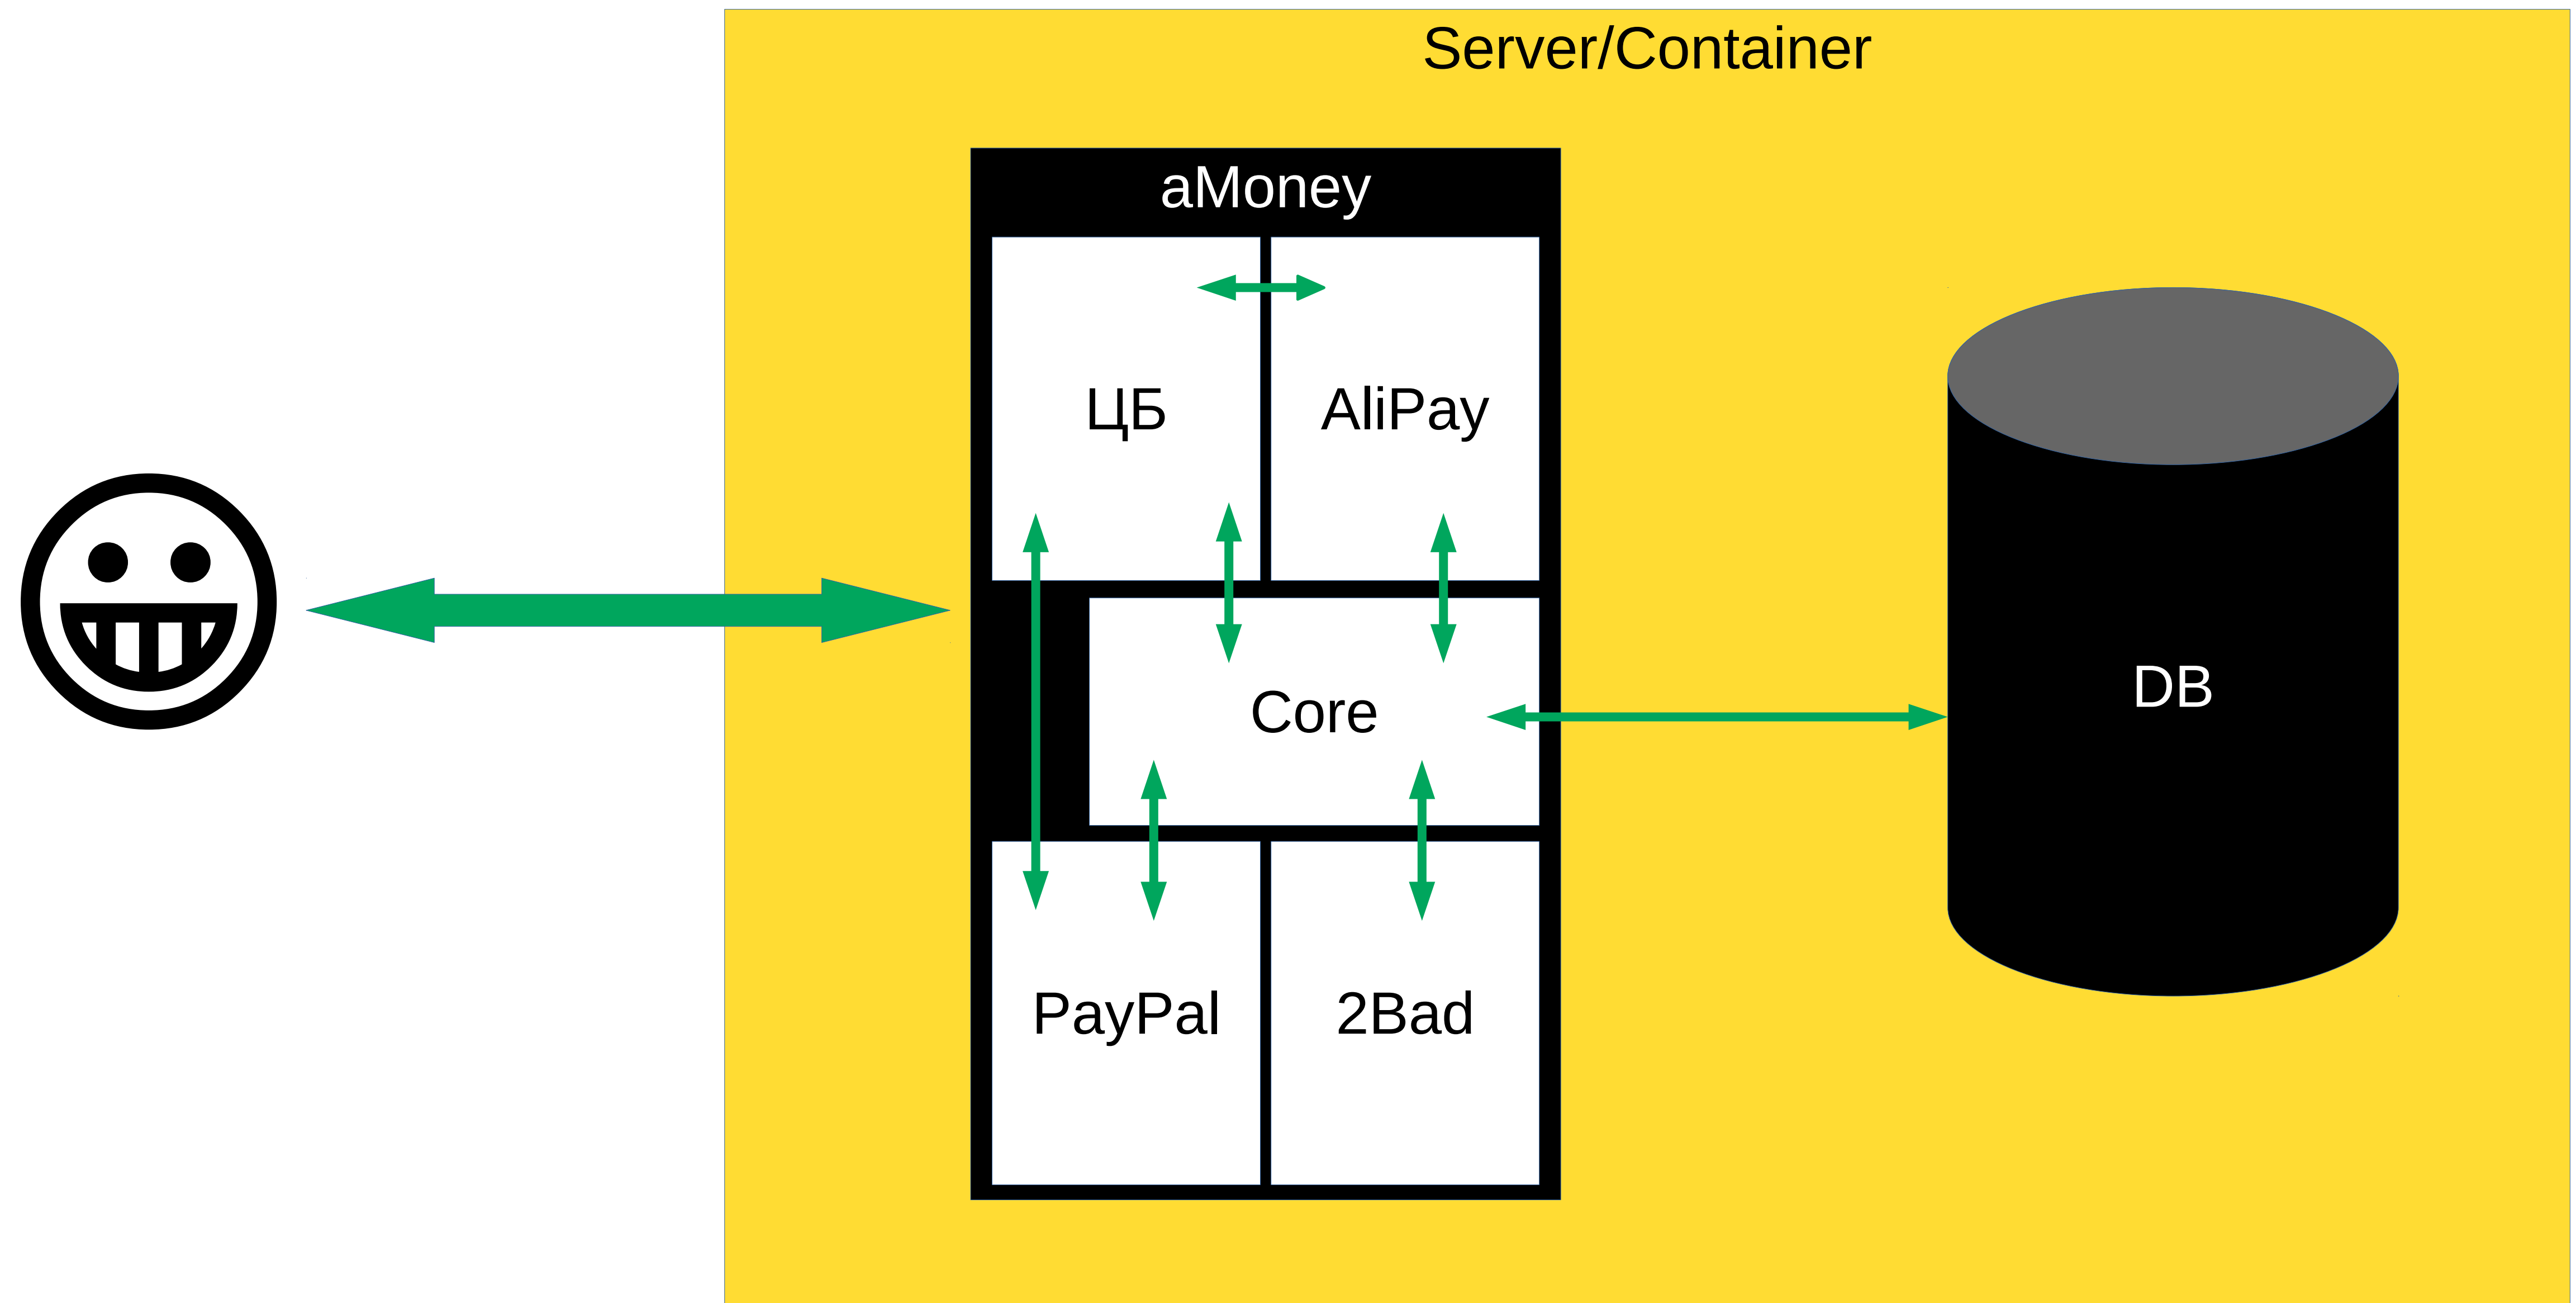 Server/Container
aMoney
ЦБ
AliPay
Core
DB
PayPal
2Bad